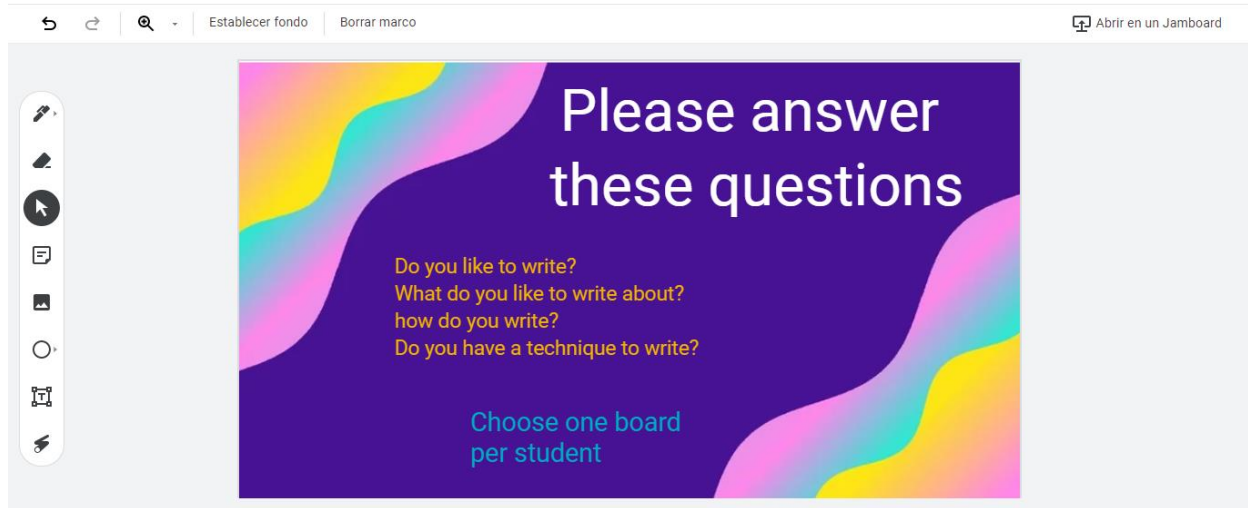 Establecer fondo
Borrar marco
Abrir en un Jamboard
Please answer
these questions
Do you like to write?
What do you like to write about?
how do you write?
Do you have a technique to write?
Choose one board
per student